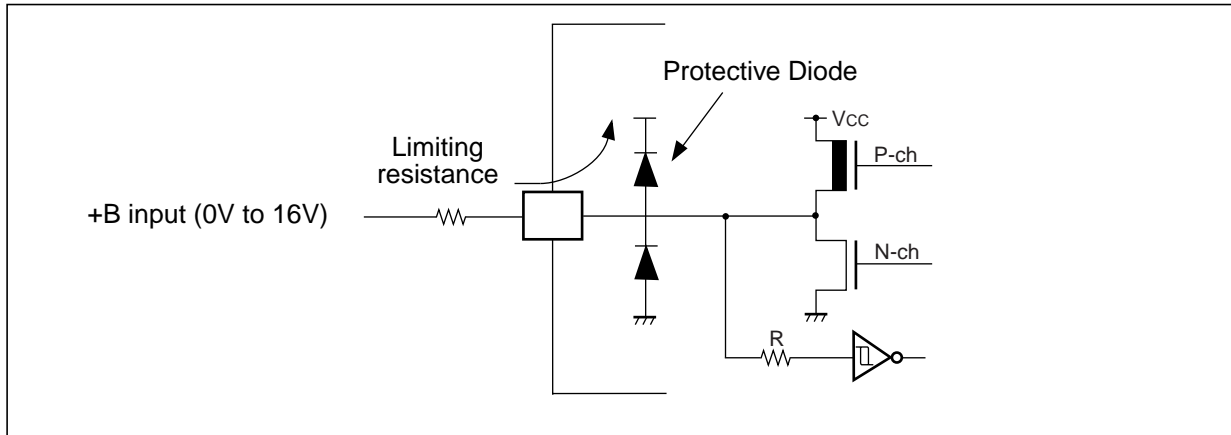 Protective Diode
Vcc
Limiting
resistance
P-ch
+B input (0V to 16V)
N-ch
R